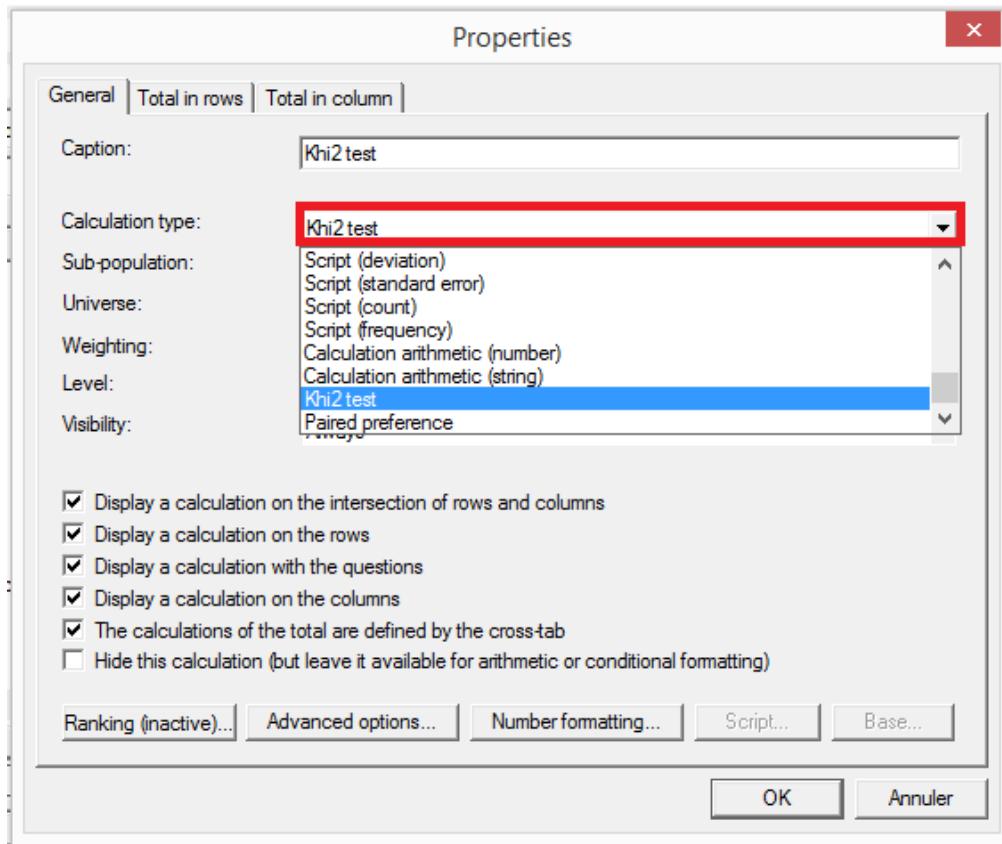 Properties
General Total in rows Total in column
Caption: Khi2 test
Calculation type: Khi2 test
Sub-population: Script (deviation)
Script (standard error)
Universe: Script (count)
Script (frequency)
Weighting: Calculation arithmetic (number)
Level: Calculation arithmetic (string)
Khi2 test
Visibility: Paired preference
Always
Display a calculation on the intersection of rows and columns
Display a calculation on the rows
Display a calculation with the questions
Display a calculation on the columns
The calculations of the total are defined by the cross-tab
Hide this calculation (but leave it available for arithmetic or conditional formatting)
Ranking (inactive)... Advanced options... Number formatting... Script... Base...
OK Annuler